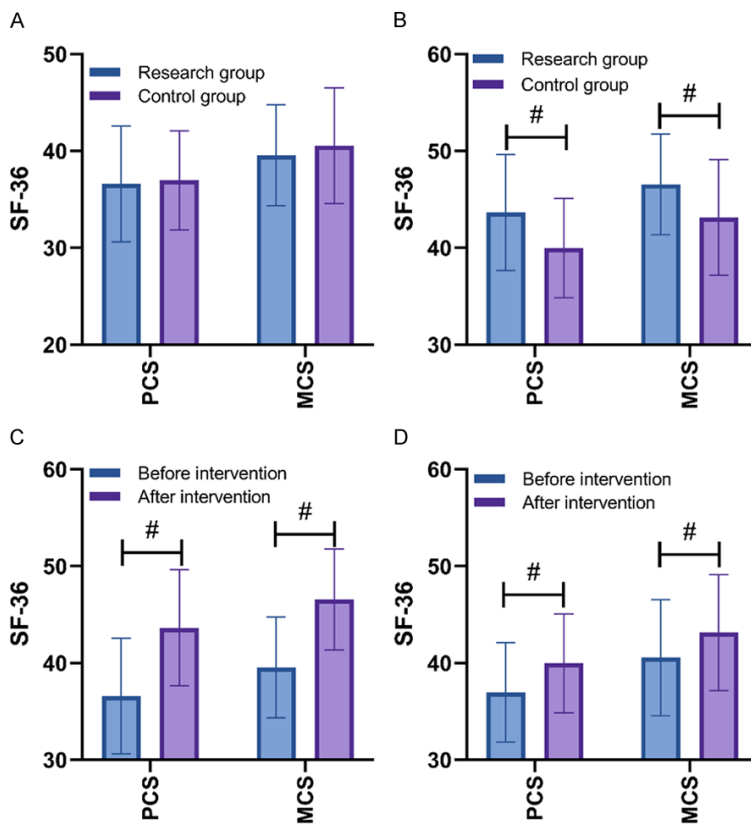 A
50
40
30
20
SF-36
Research group
Control group
PCS
MCS
B
60
50
40
30
SF-36
Research group
Control group
#
#
PCS
MCS
C
60
50
40
30
SF-36
Before intervention
After intervention
#
#
PCS
MCS
D
60
50
40
30
SF-36
Before intervention
After intervention
#
#
PCS
MCS